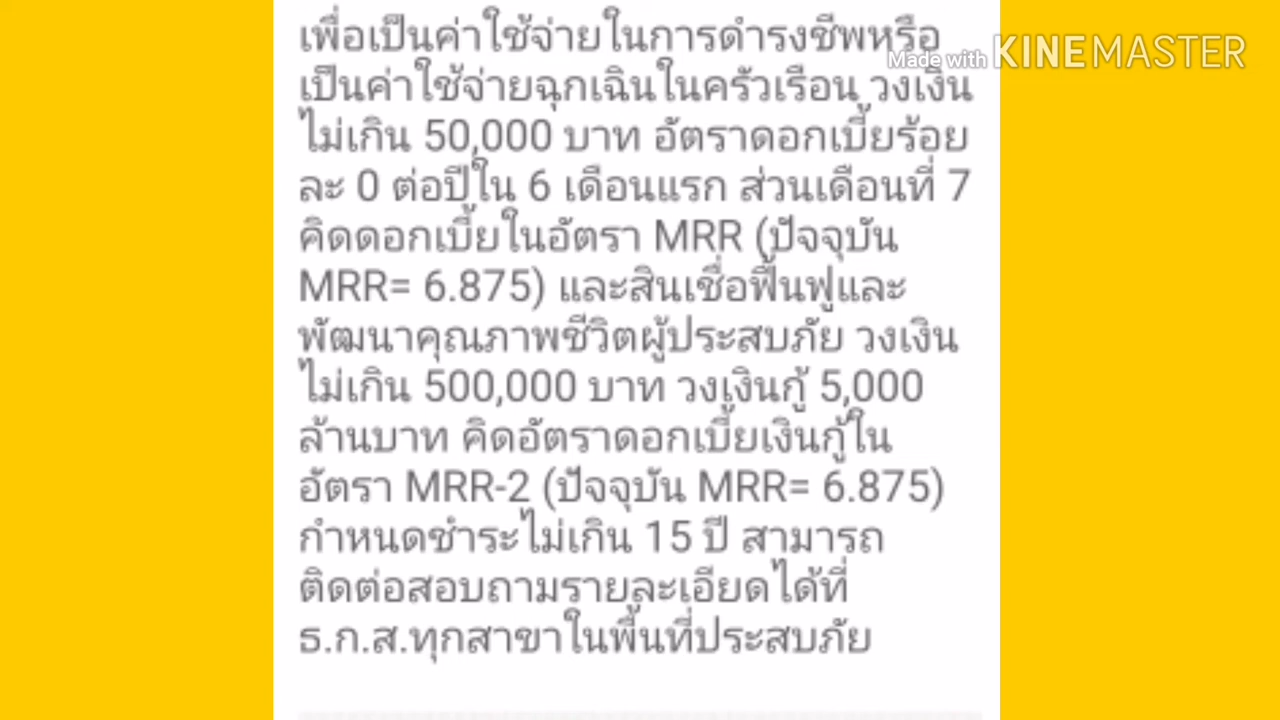 เพื่อเป็นค่าใช้จ่ายในการดำรงชีพหรือ
Made with KINEMASTER
เป็นค่าใช้จ่ายฉุกเฉินในครัวเรือน วงเงิน
ไม่เกิน 50,000 บาท อัตราดอกเบี้ยร้อย
ละ 0 ต่อปีใน 6 เดือนแรก ส่วนเดือนที่ 7
คิดดอกเบี้ยในอัตรา MRR (ปัจจุบัน
MRR= 6.875) และสินเชื่อฟื้นฟูและ
พัฒนาคุณภาพชีวิตผู้ประสบภัย วงเงิน
ไม่เกิน 500,000 บาท วงเงินกู้ 5,000
ล้านบาท คิดอัตราดอกเบี้ยเงินกู้ใน
อัตรา MRR-2 (ปัจจุบัน MRR= 6.875)
กำหนดชำระไม่เกิน 15 ปี สามารถ
ติดต่อสอบถามรายละเอียดได้ที่
ธ.ก.ส.ทุกสาขาในพื้นที่ประสบภัย